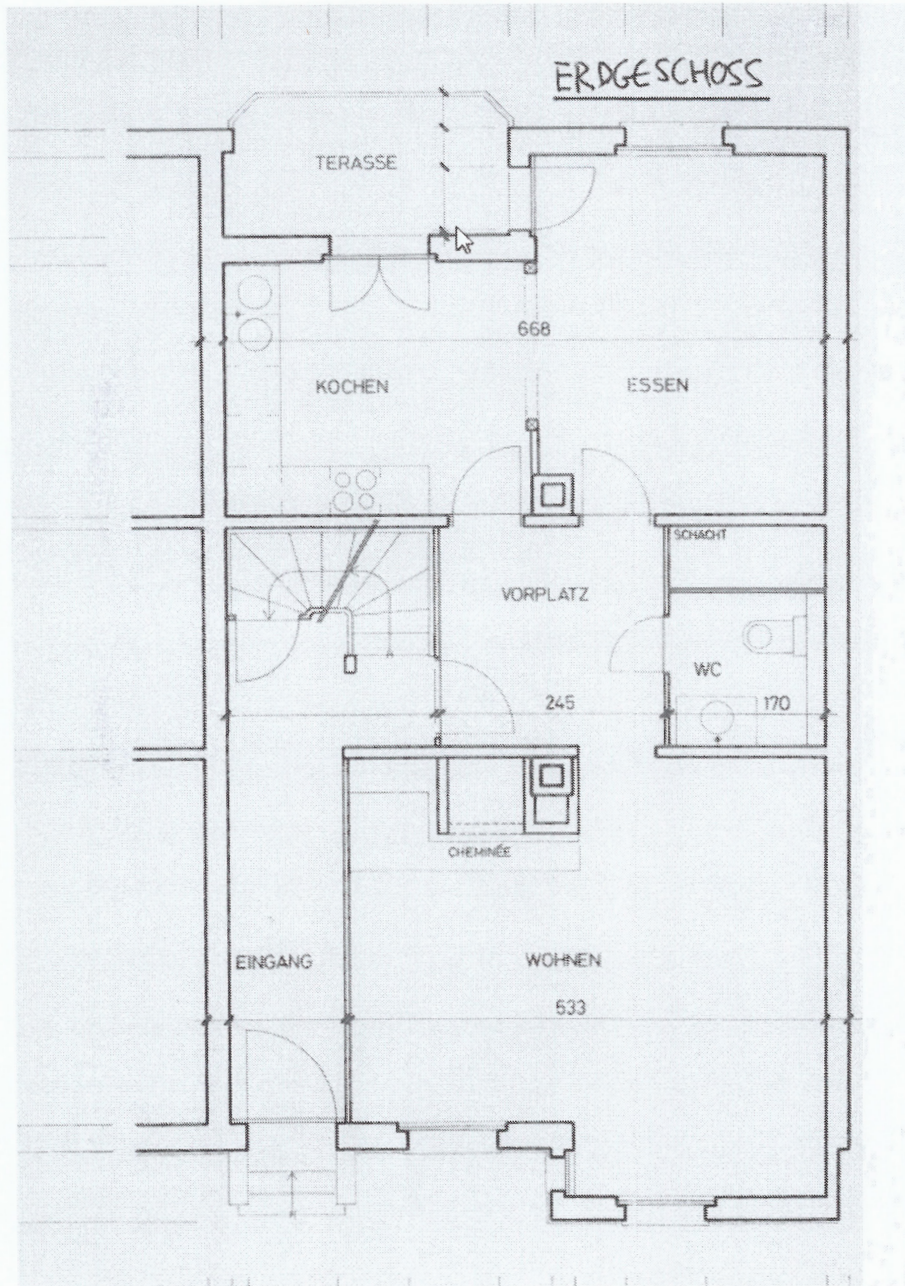 ERDGESCHOSS
TERASSE
668
KOCHEN
ESSEN
SCHACHT
VORPLATZ
WC
245
170
CHEMINÉE
EINGANG
WOHNEN
533